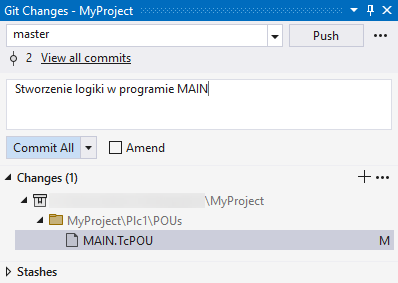 Git Changes - MyProject
master
Push
2 View all commits
Stworzenie logiki w programie MAIN
Commit All
Amend
Changes (1)
\MyProject
MyProject\Plc1\POUs
MAIN.TcPOU M
Stashes